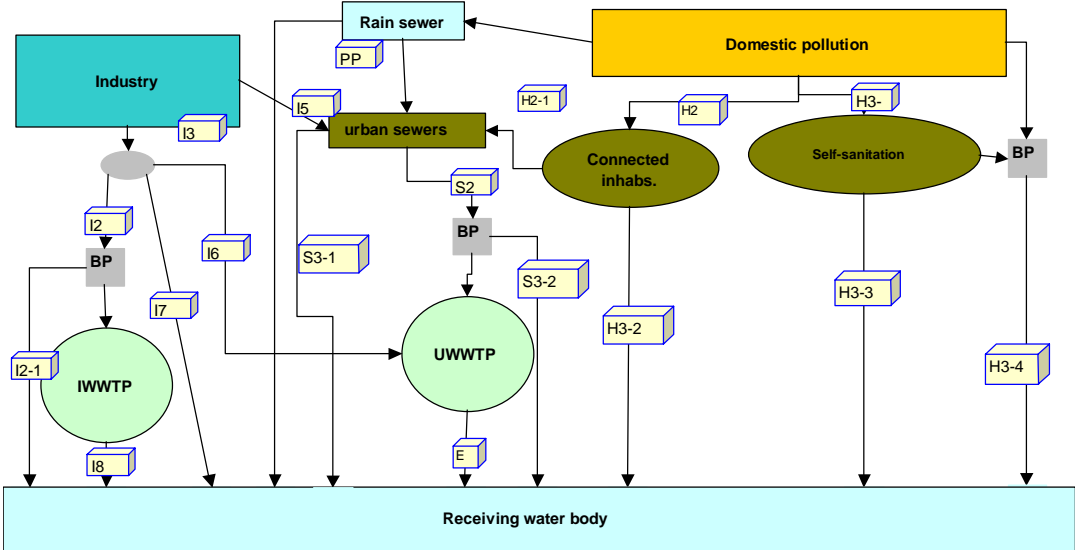 Rain sewer
Domestic pollution
PP
Industry
H2-1
H3-
I5
H2
I3
urban sewers
Connected
inhabs.
Self-sanitation
BP
S2
I2
BP
I6
S3-1
S3-2
BP
H3-3
I7
H3-2
UWWTP
I2-1
IWWTP
H3-4
E
I8
Receiving water body